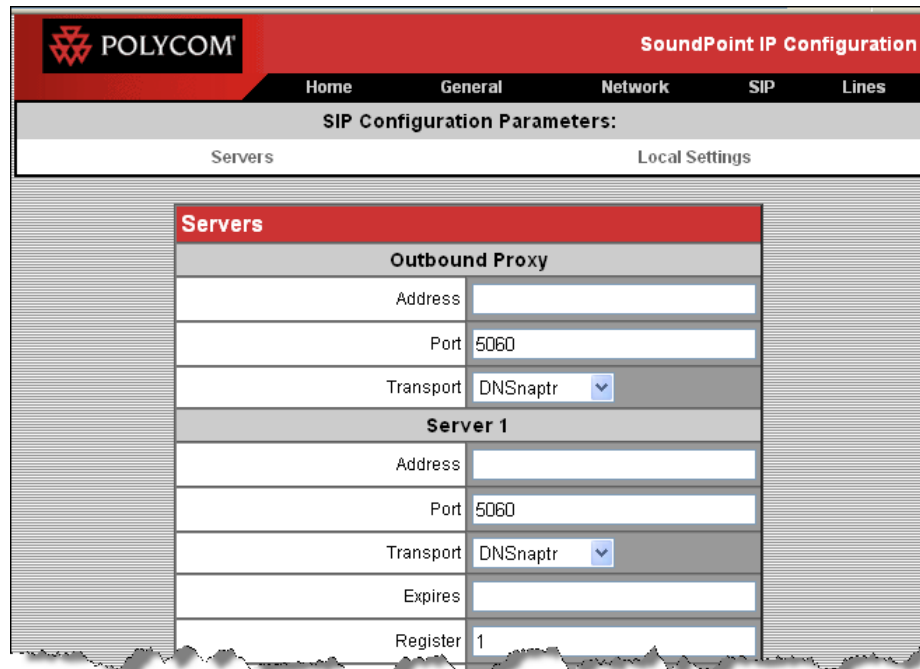 POLYCOM
SoundPoint IP Configuration
Home General Network SIP Lines
SIP Configuration Parameters:
Servers Local Settings
Servers
Outbound Proxy
Address
Port 5060
Transport DNSnaptr
Server 1
Address
Port 5060
Transport DNSnaptr
Expires
Register 1